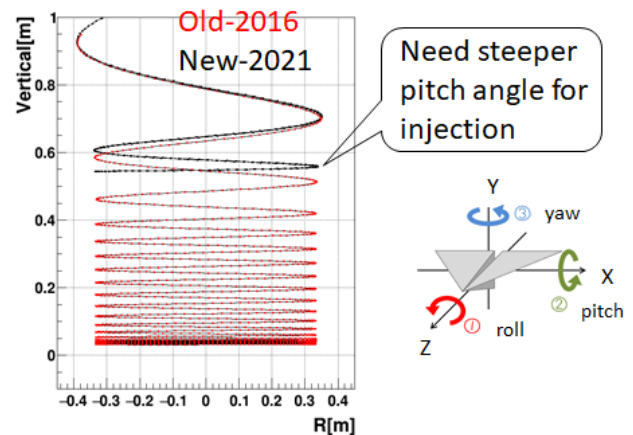 Old-2016
New-2021
Need steeper
pitch angle for
injection
Vertical[m]
1
0.8
0.6
0.4
0.2
0
−0.4 −0.3 −0.2 −0.1 0 0.1 0.2 0.3 0.4
R[m]
Y
③
yaw
X
②
pitch
①
roll
Z